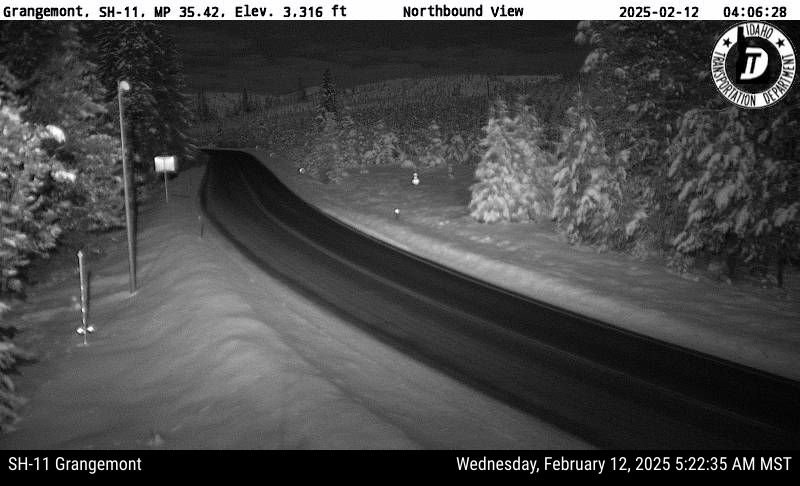 Grangemont, SH-11, MP 35.42, Elev. 3,316 ft Northbound View 2025-02-12 04:06:28
IDAHO
TRANSPORTATION DEPARTMENT
SH-11 Grangemont Wednesday, February 12, 2025 5:22:35 AM MST